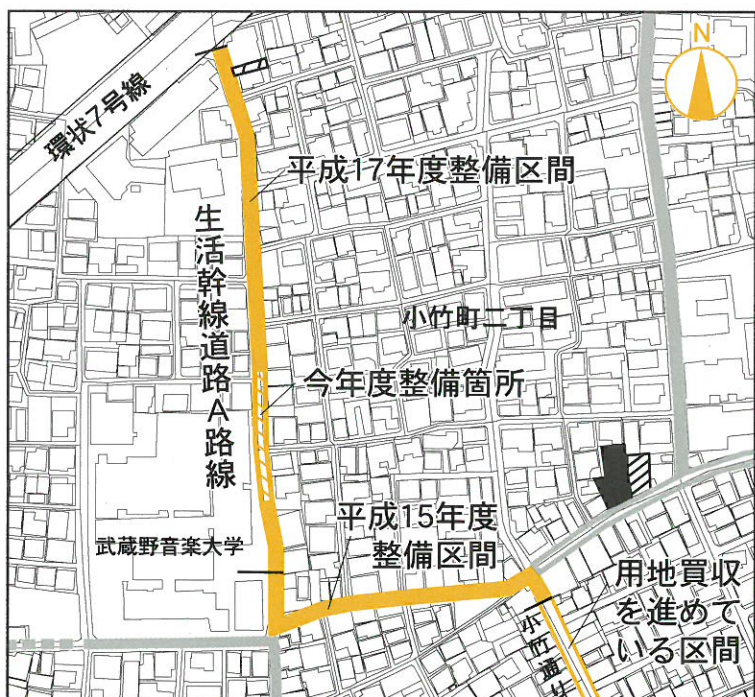 N
環状7号線
平成17年度整備区間
生活幹線道路A路線
小竹町二丁目
今年度整備箇所
平成15年度
整備区間
武蔵野音楽大学
用地買収
を進めて
いる区間
小竹通り